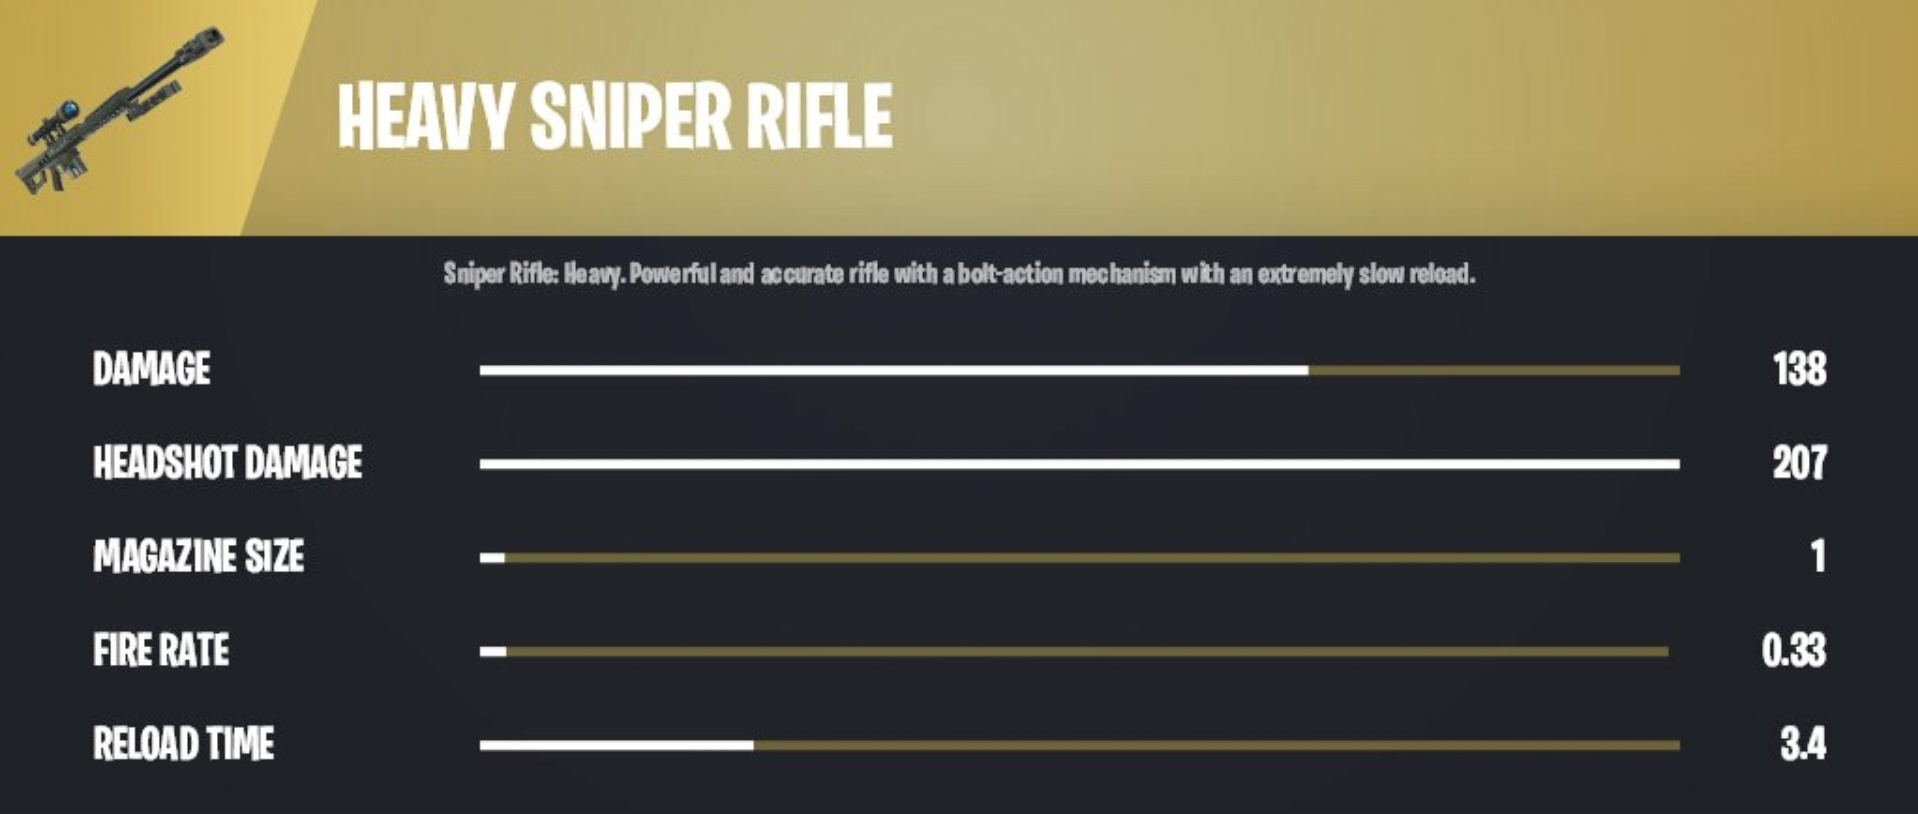 HEAVY SNIPER RIFLE
Sniper Rifle: Heavy. Powerful and accurate rifle with a bolt-action mechanism with an extremely slow reload.
DAMAGE 138
HEADSHOT DAMAGE 207
MAGAZINE SIZE 1
FIRE RATE 0.33
RELOAD TIME 3.4